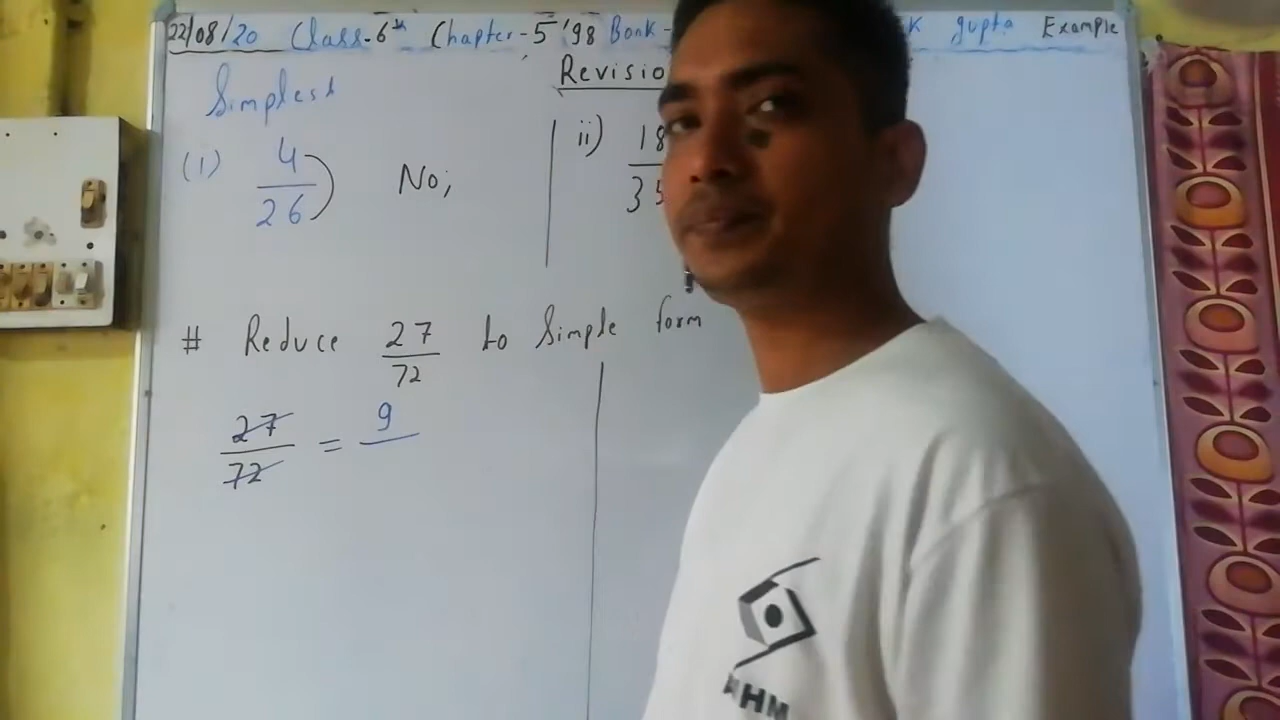 22/08/20 Class-6th Chapter-5 '98 Book- K gupta Example
Revisio
Simplest
(i) 4/26 No;
ii) 18/35
# Reduce 27/72 to Simple form
27/72 = 9
AHM